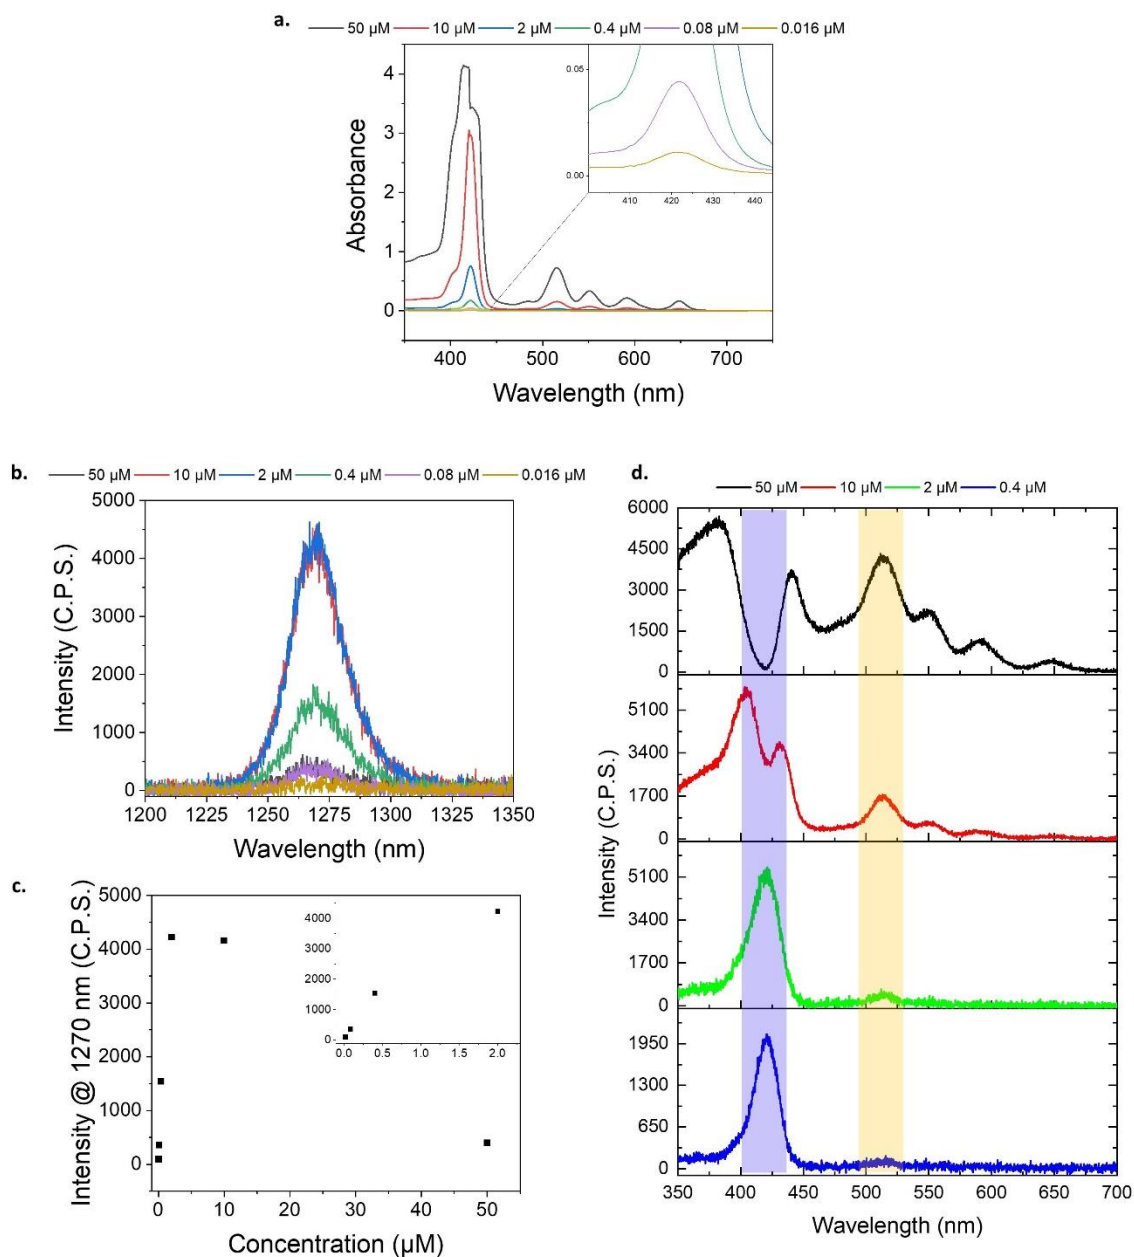 a.
50 µM 10 µM 2 µM 0.4 µM 0.08 µM 0.016 µM
4
3
2
1
0
Absorbance
400 500 600 700
Wavelength (nm)
0.05
0.00
410 420 430 440
b.
50 µM 10 µM 2 µM 0.4 µM 0.08 µM 0.016 µM
5000
4000
3000
2000
1000
0
Intensity (C.P.S.)
1200 1225 1250 1275 1300 1325 1350
Wavelength (nm)
c.
5000
4000
3000
2000
1000
0
Intensity @ 1270 nm (C.P.S.)
0 10 20 30 40 50
Concentration (µM)
4000
3000
2000
1000
0
0.0 0.5 1.0 1.5 2.0
d.
50 µM 10 µM 2 µM 0.4 µM
6000
4500
3000
1500
0
5100
3400
1700
0
5100
3400
1700
0
1950
1300
650
0
Intensity (C.P.S.)
350 400 450 500 550 600 650 700
Wavelength (nm)